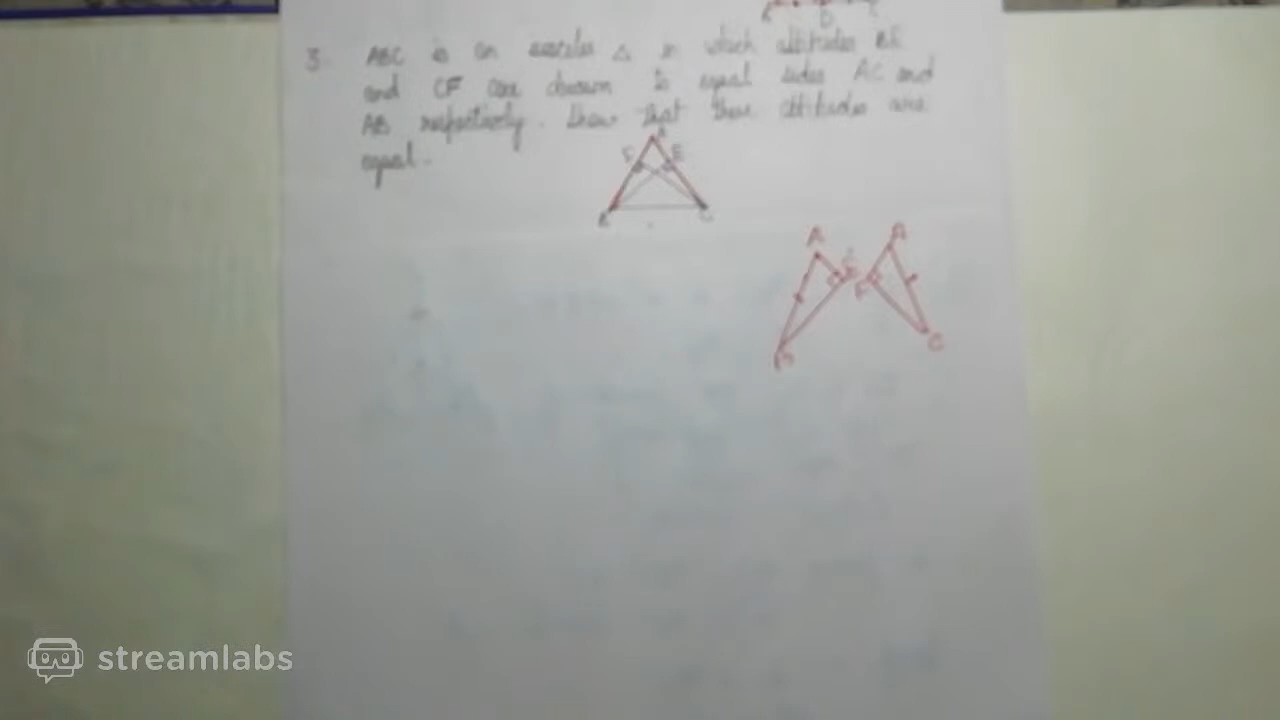 A D C
3. ABC is an isosceles △ in which altitudes BE
and CF are drawn to equal sides AC and
AB respectively. Show that these altitudes are
equal.
A
F E
B C
A A
E F
B C
streamlabs